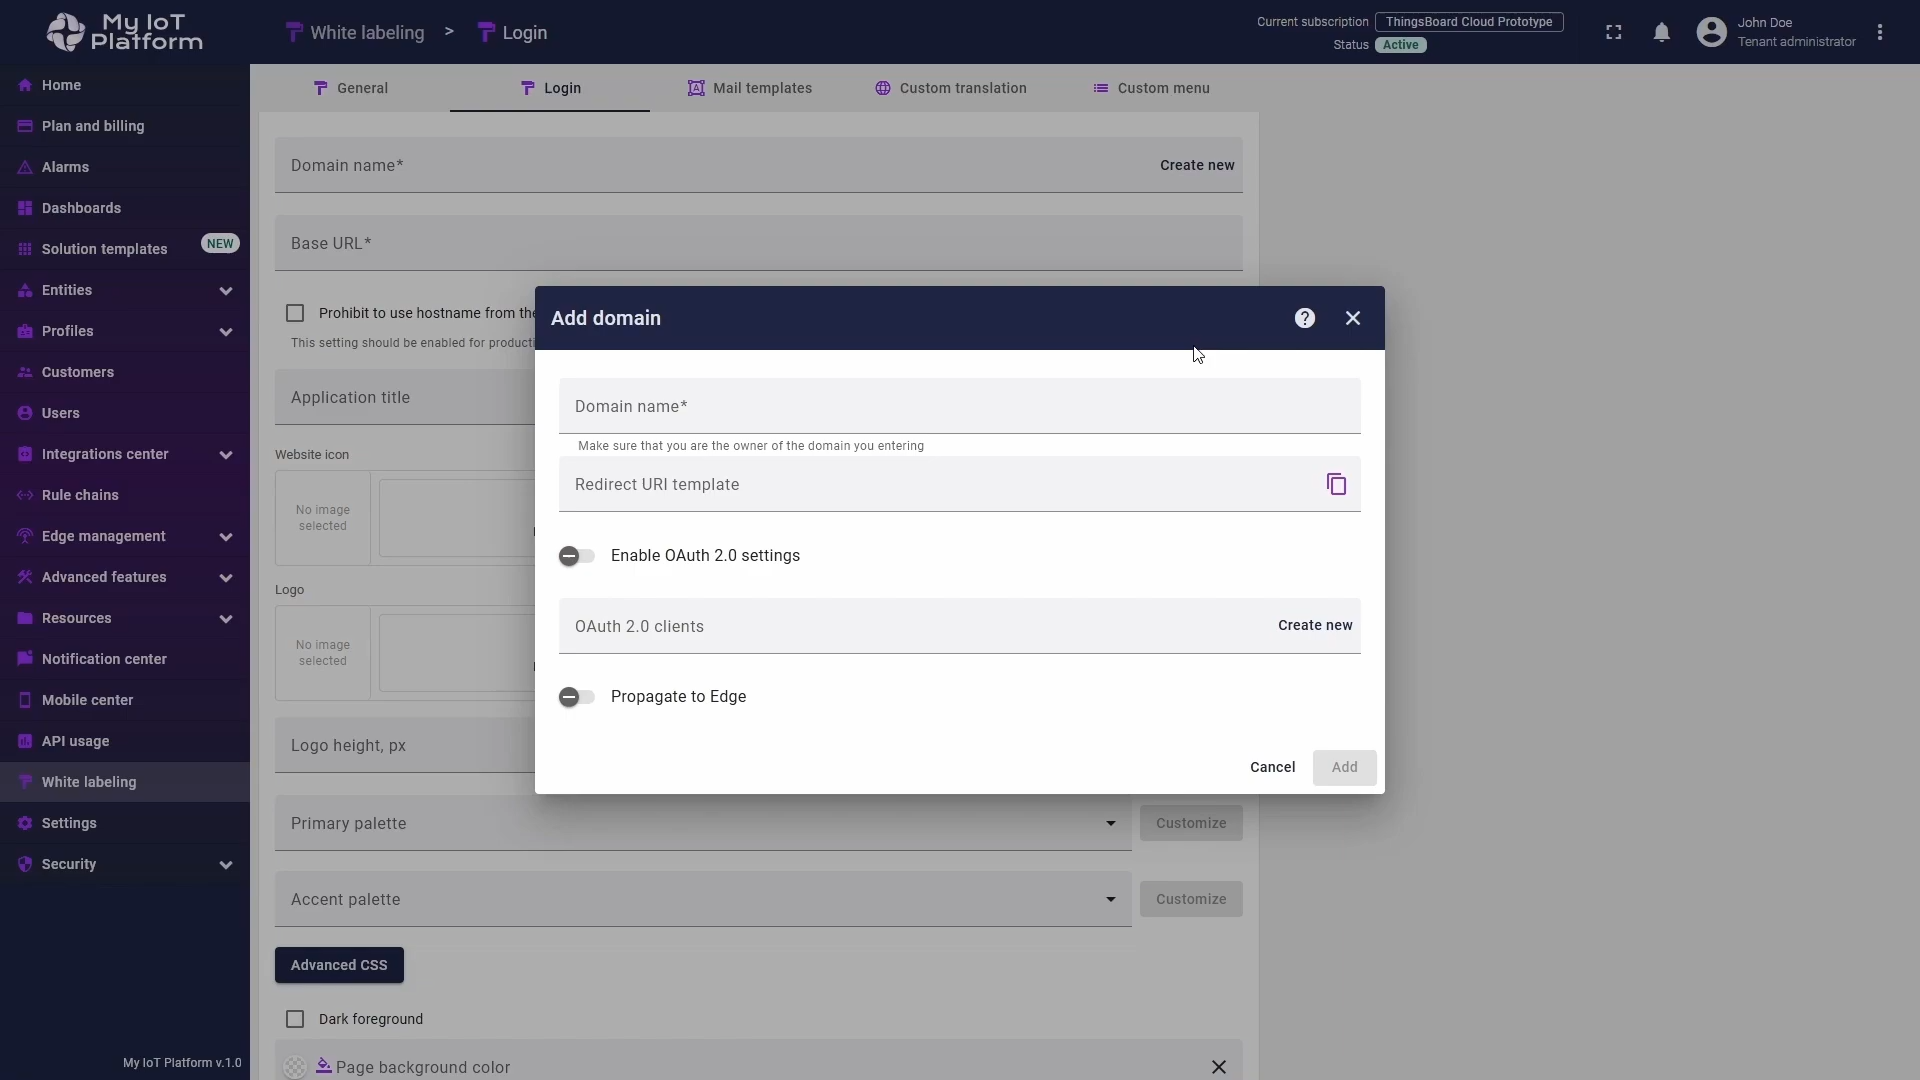 My IoT
Platform
White labeling > Login
Current subscription ThingsBoard Cloud Prototype
Status Active
John Doe
Tenant administrator
Home
Plan and billing
Alarms
Dashboards
Solution templates NEW
Entities
Profiles
Customers
Users
Integrations center
Rule chains
Edge management
Advanced features
Resources
Notification center
Mobile center
API usage
White labeling
Settings
Security
My IoT Platform v.1.0
General
Login
Mail templates
Custom translation
Custom menu
Domain name*
Create new
Base URL*
Prohibit to use hostname from the
This setting should be enabled for producti
Application title
Website icon
No image
selected
Logo
No image
selected
Logo height, px
Primary palette
Customize
Accent palette
Customize
Advanced CSS
Dark foreground
Page background color
Add domain
Domain name*
Make sure that you are the owner of the domain you entering
Redirect URI template
Enable OAuth 2.0 settings
OAuth 2.0 clients
Create new
Propagate to Edge
Cancel
Add